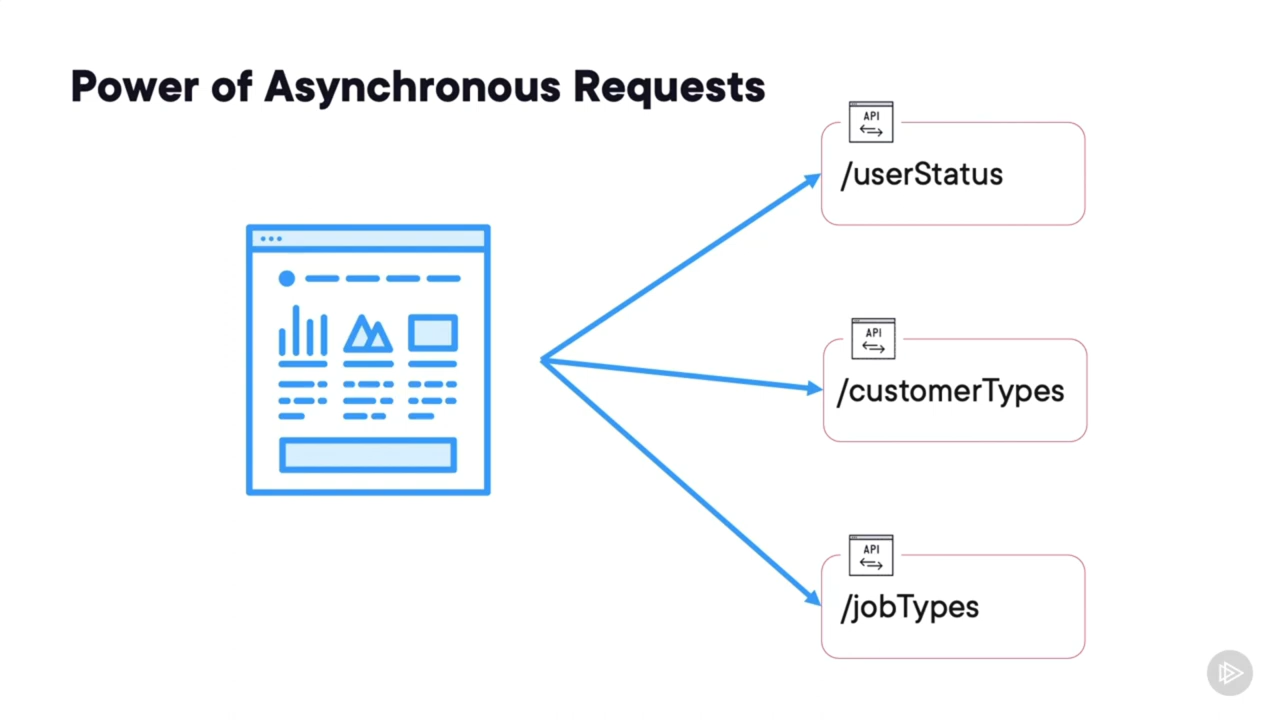 Power of Asynchronous Requests
API
/userStatus
API
/customerTypes
API
/jobTypes